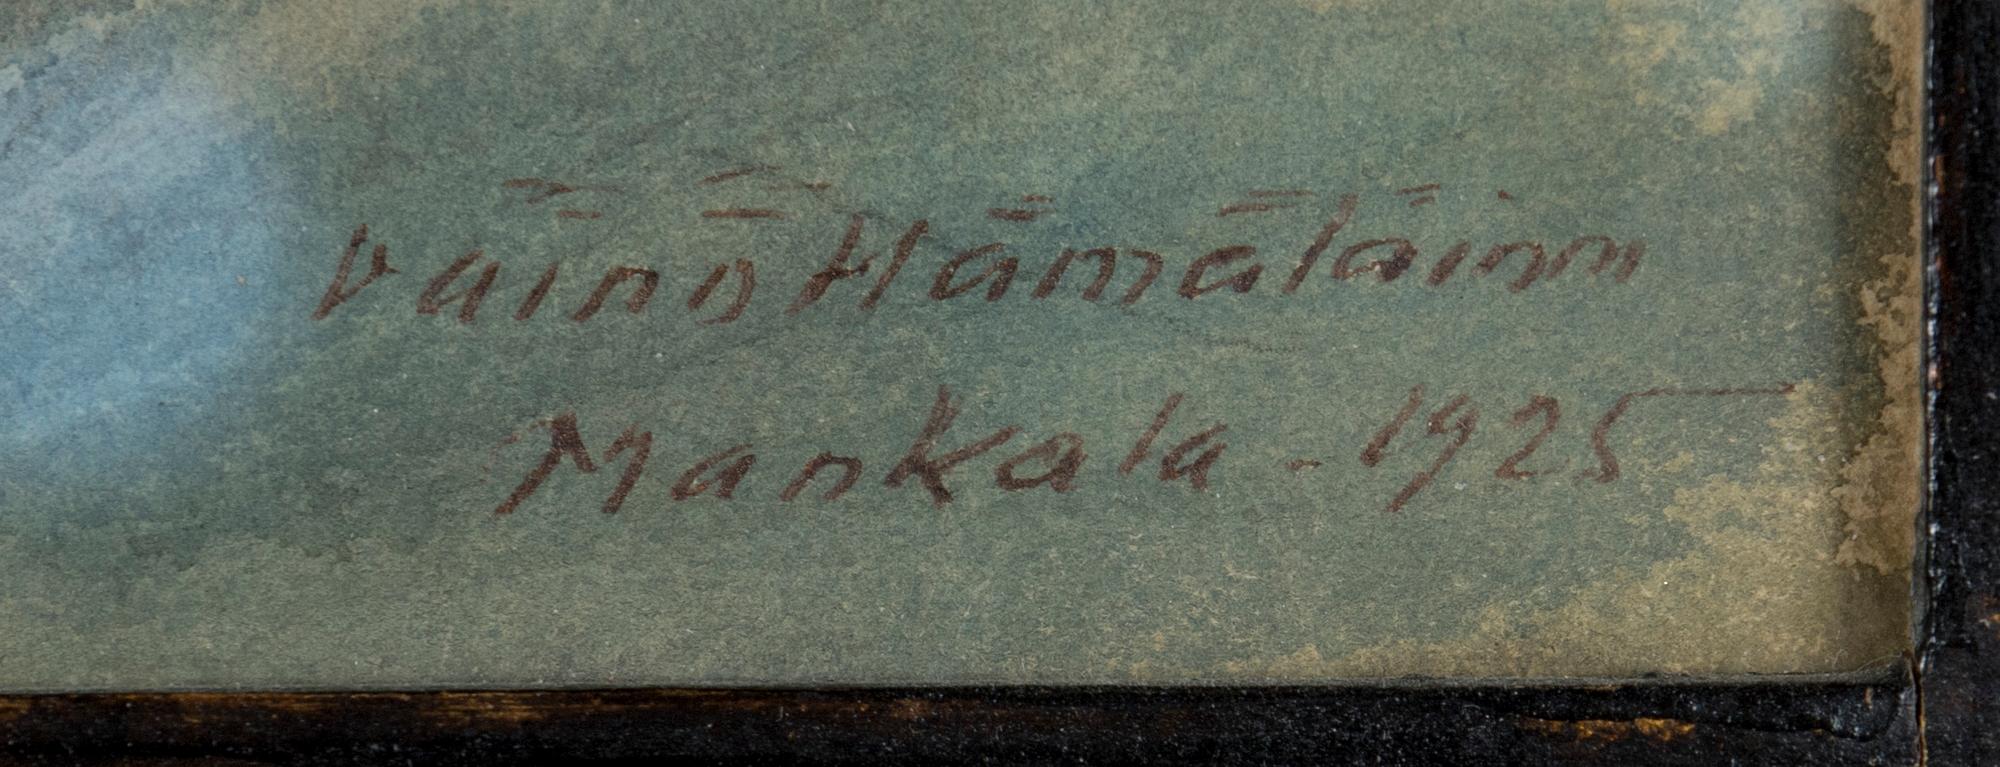 Väinö Hämäläinen
Mankala - 1925